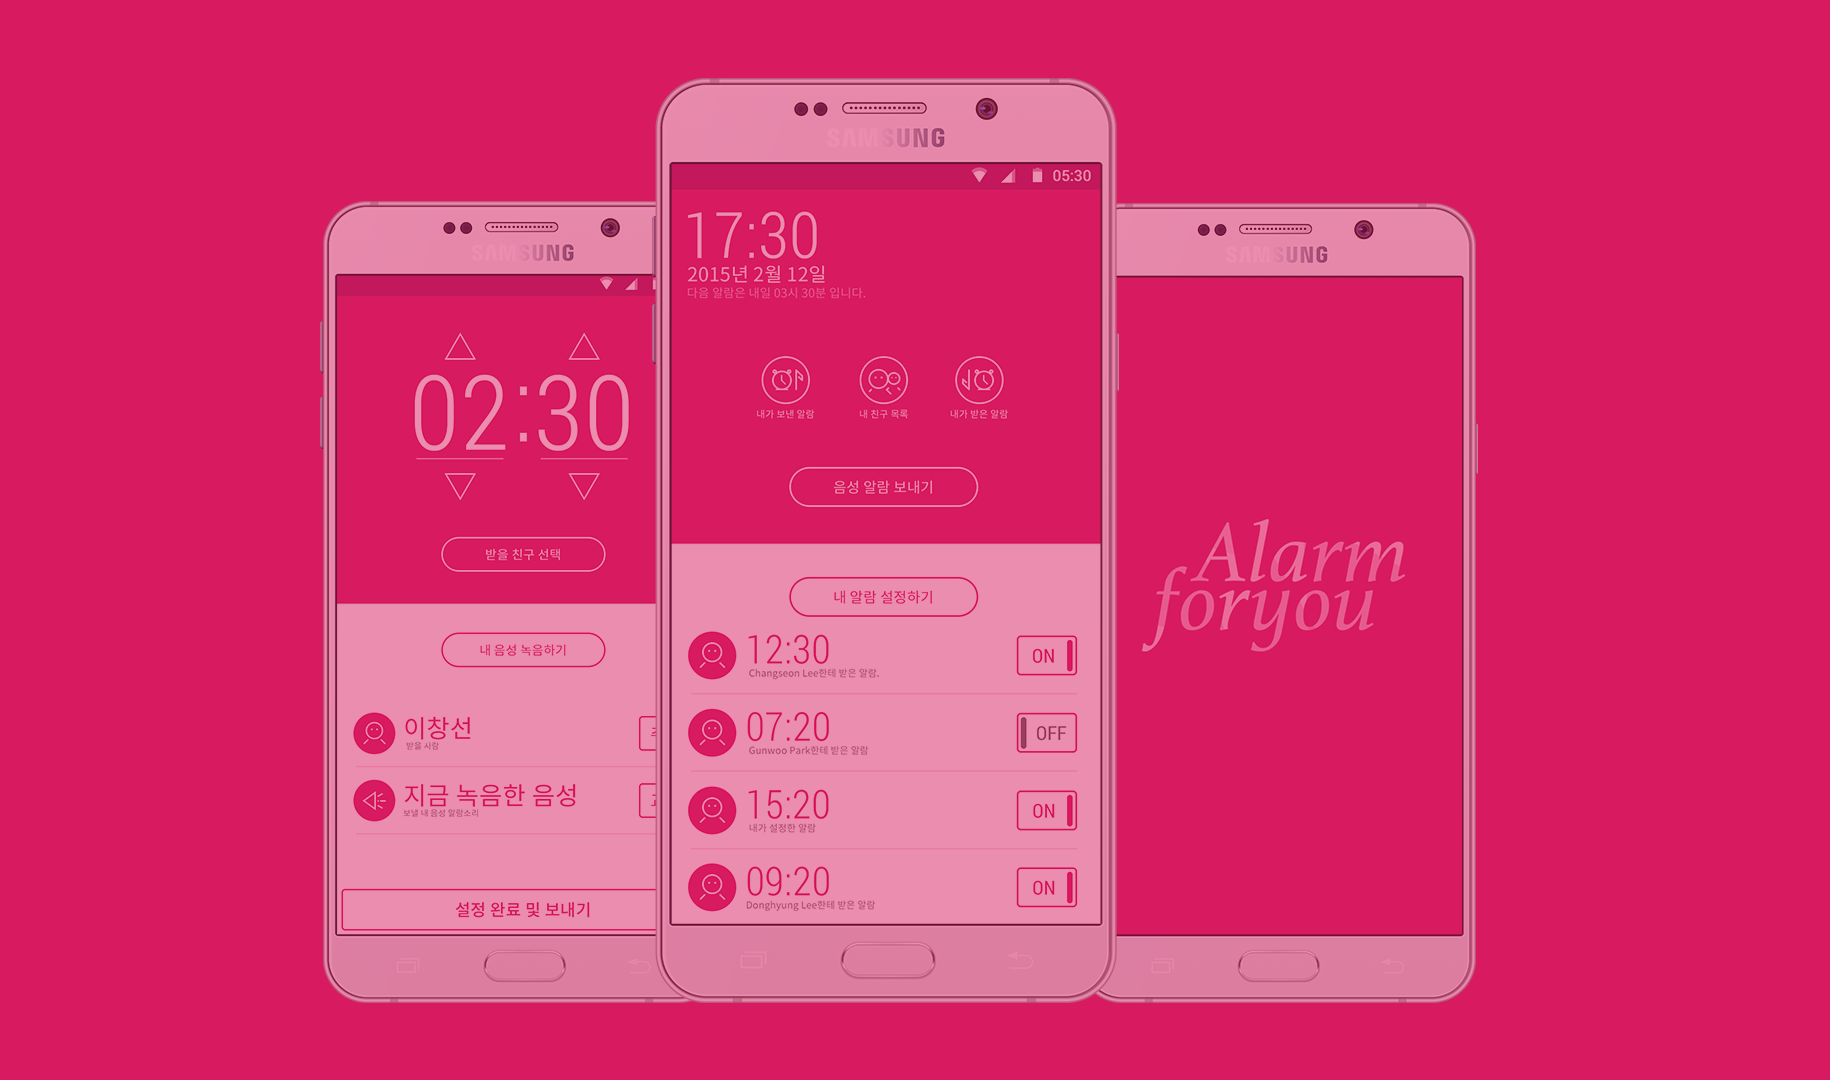 SAMSUNG
02:30
받을 친구 선택
내 음성 녹음하기
이창선
받을 사람
지금 녹음한 음성
보낼 내 음성 알람소리
설정 완료 및 보내기
SAMSUNG
05:30
17:30
2015년 2월 12일
다음 알람은 내일 03시 30분 입니다.
내가 보낸 알람
내 친구 목록
내가 받은 알람
음성 알람 보내기
내 알람 설정하기
12:30
ON
Changseon Lee한테 받은 알람.
07:20
OFF
Gunwoo Park한테 받은 알람
15:20
ON
내가 설정한 알람
09:20
ON
Donghyung Lee한테 받은 알람
SAMSUNG
Alarm
foryou